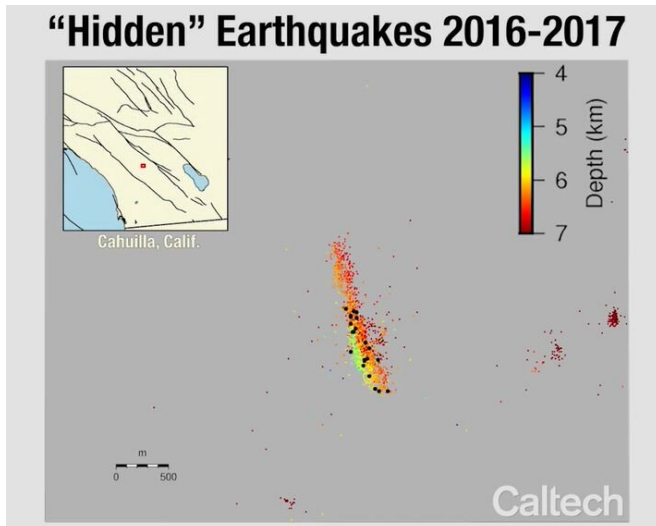 “Hidden” Earthquakes 2016-2017
Cahuilla, Calif.
4
5
6
7
Depth (km)
m
0 500
Caltech